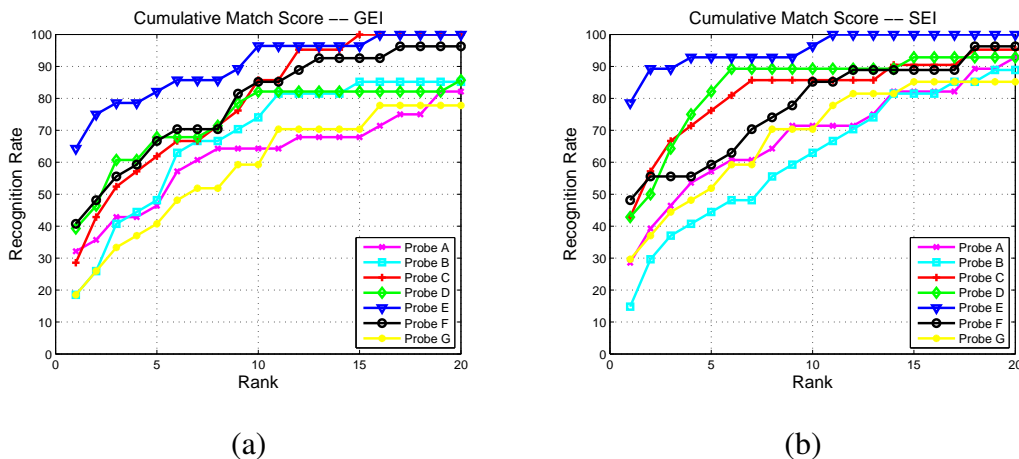 Cumulative Match Score −− GEI
100
90
80
70
60
50
40
30
20
10
0
Recognition Rate
0 5 10 15 20
Rank
Probe A
Probe B
Probe C
Probe D
Probe E
Probe F
Probe G
(a)
Cumulative Match Score −− SEI
100
90
80
70
60
50
40
30
20
10
0
Recognition Rate
0 5 10 15 20
Rank
Probe A
Probe B
Probe C
Probe D
Probe E
Probe F
Probe G
(b)